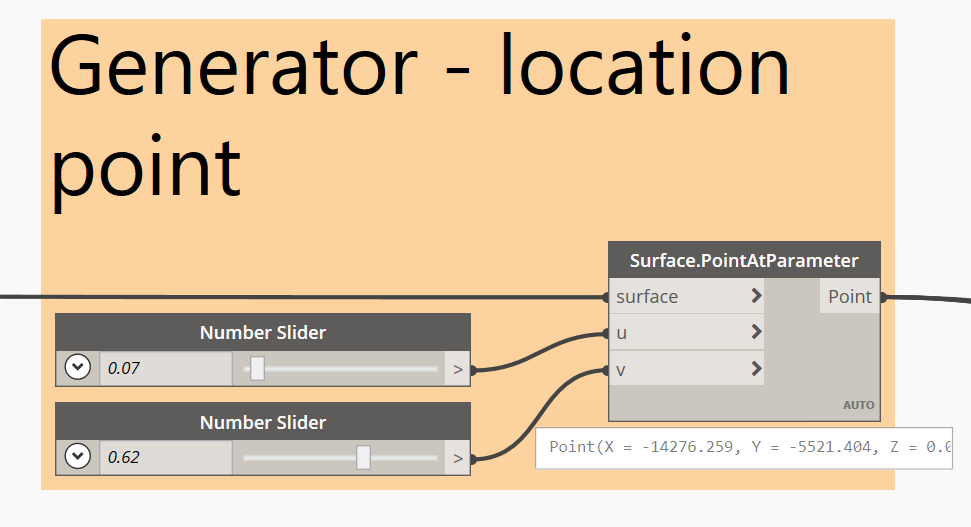 Generator - location
point
Surface.PointAtParameter
surface > Point
Number Slider
u >
0.07 >
v >
AUTO
Number Slider
Point(X = -14276.259, Y = -5521.404, Z = 0.0
0.62 >